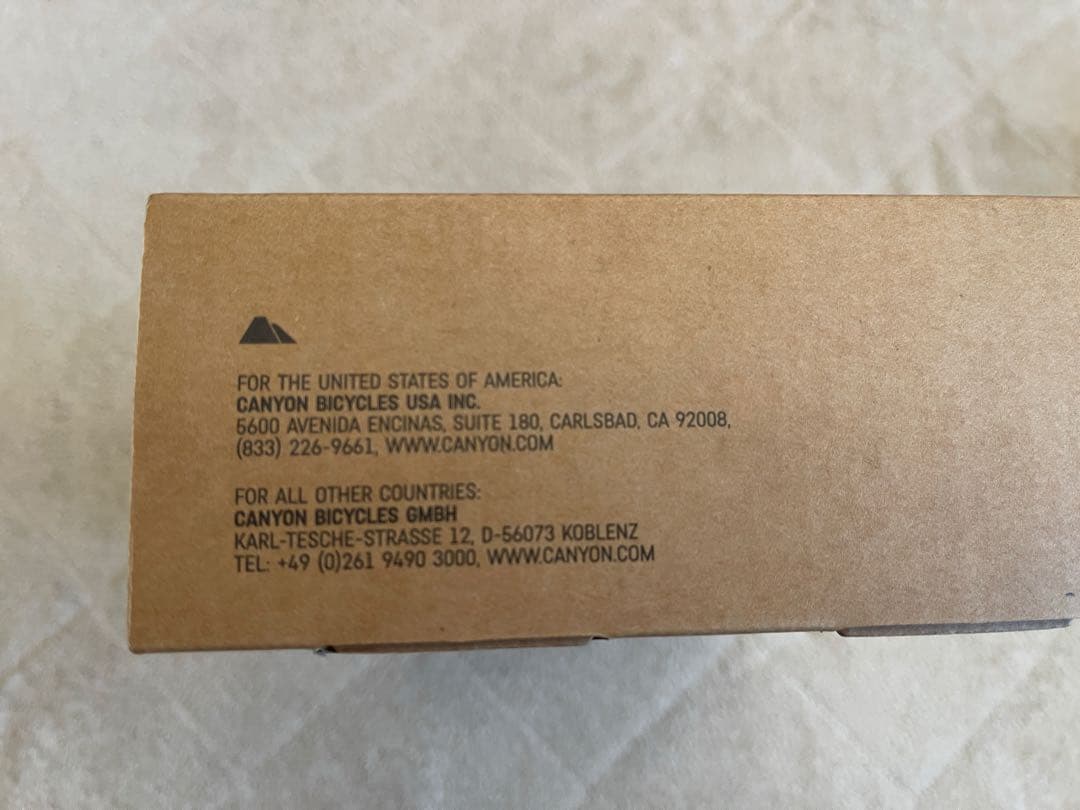 FOR THE UNITED STATES OF AMERICA:
CANYON BICYCLES USA INC.
5600 AVENIDA ENCINAS, SUITE 180, CARLSBAD, CA 92008,
(833) 226-9661, WWW.CANYON.COM
FOR ALL OTHER COUNTRIES:
CANYON BICYCLES GMBH
KARL-TESCHE-STRASSE 12, D-56073 KOBLENZ
TEL: +49 (0)261 9490 3000, WWW.CANYON.COM